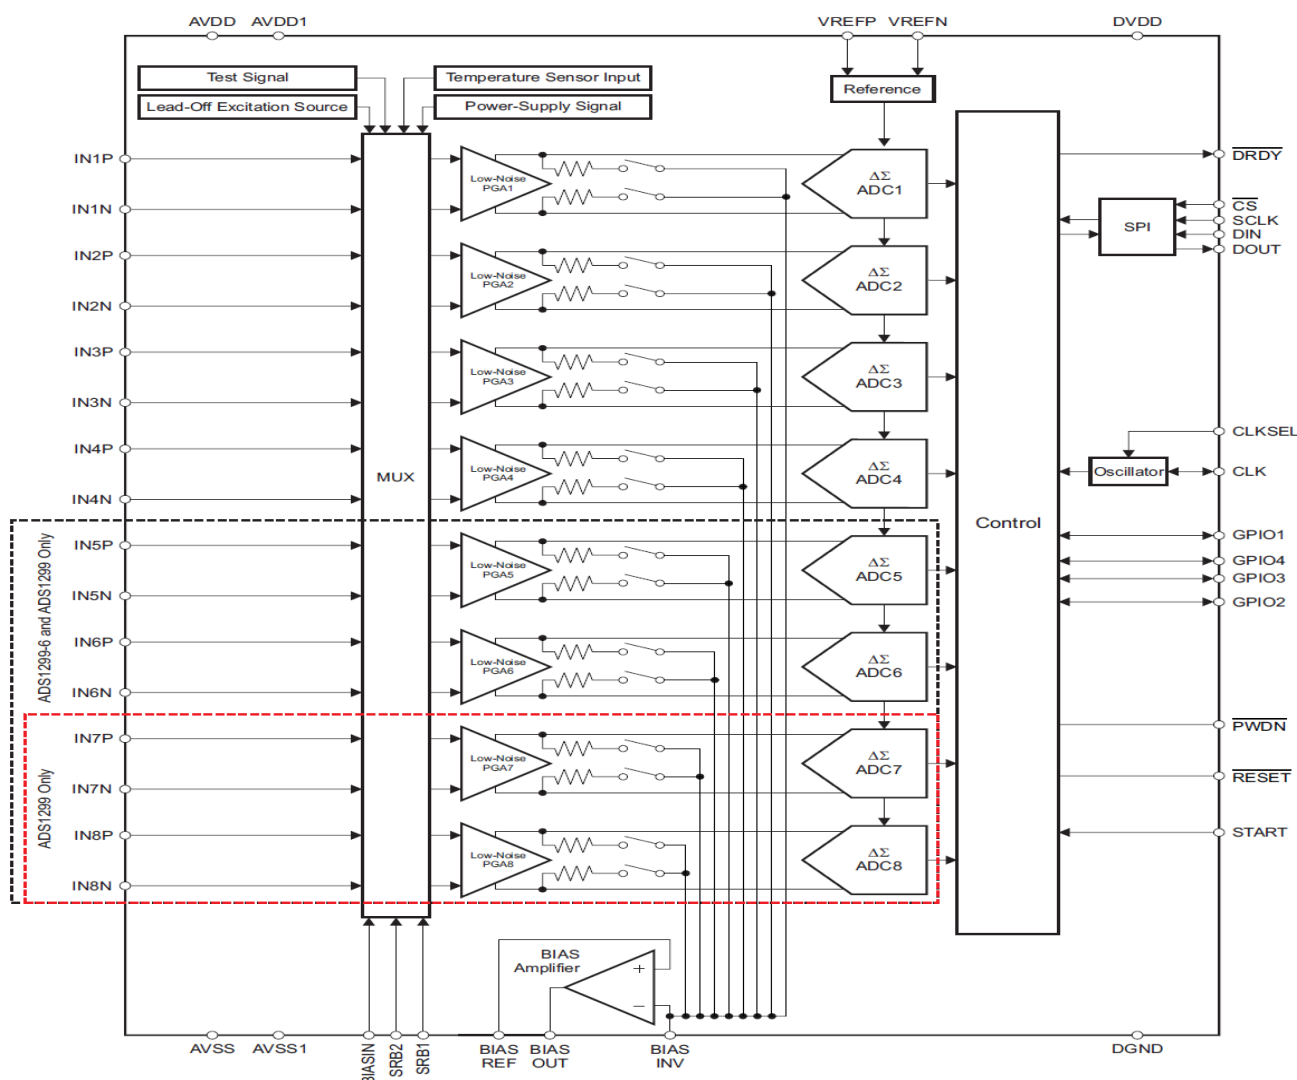 AVDD AVDD1 VREFP VREFN DVDD
Test Signal
Temperature Sensor Input
Lead-Off Excitation Source
Power-Supply Signal
Reference
IN1P
IN1N
IN2P
IN2N
IN3P
IN3N
IN4P
IN4N
IN5P
IN5N
IN6P
IN6N
IN7P
IN7N
IN8P
IN8N
ADS1299-6 and ADS1299 Only
ADS1299 Only
MUX
Low-Noise
PGA1
Low-Noise
PGA2
Low-Noise
PGA3
Low-Noise
PGA4
Low-Noise
PGA5
Low-Noise
PGA6
Low-Noise
PGA7
Low-Noise
PGA8
ΔΣ
ADC1
ΔΣ
ADC2
ΔΣ
ADC3
ΔΣ
ADC4
ΔΣ
ADC5
ΔΣ
ADC6
ΔΣ
ADC7
ΔΣ
ADC8
Control
SPI
Oscillator
DRDY
CS
SCLK
DIN
DOUT
CLKSEL
CLK
GPIO1
GPIO4
GPIO3
GPIO2
PWDN
RESET
START
BIAS
Amplifier
+
−
AVSS AVSS1
BIASIN
SRB2
SRB1
BIAS
REF
BIAS
OUT
BIAS
INV
DGND